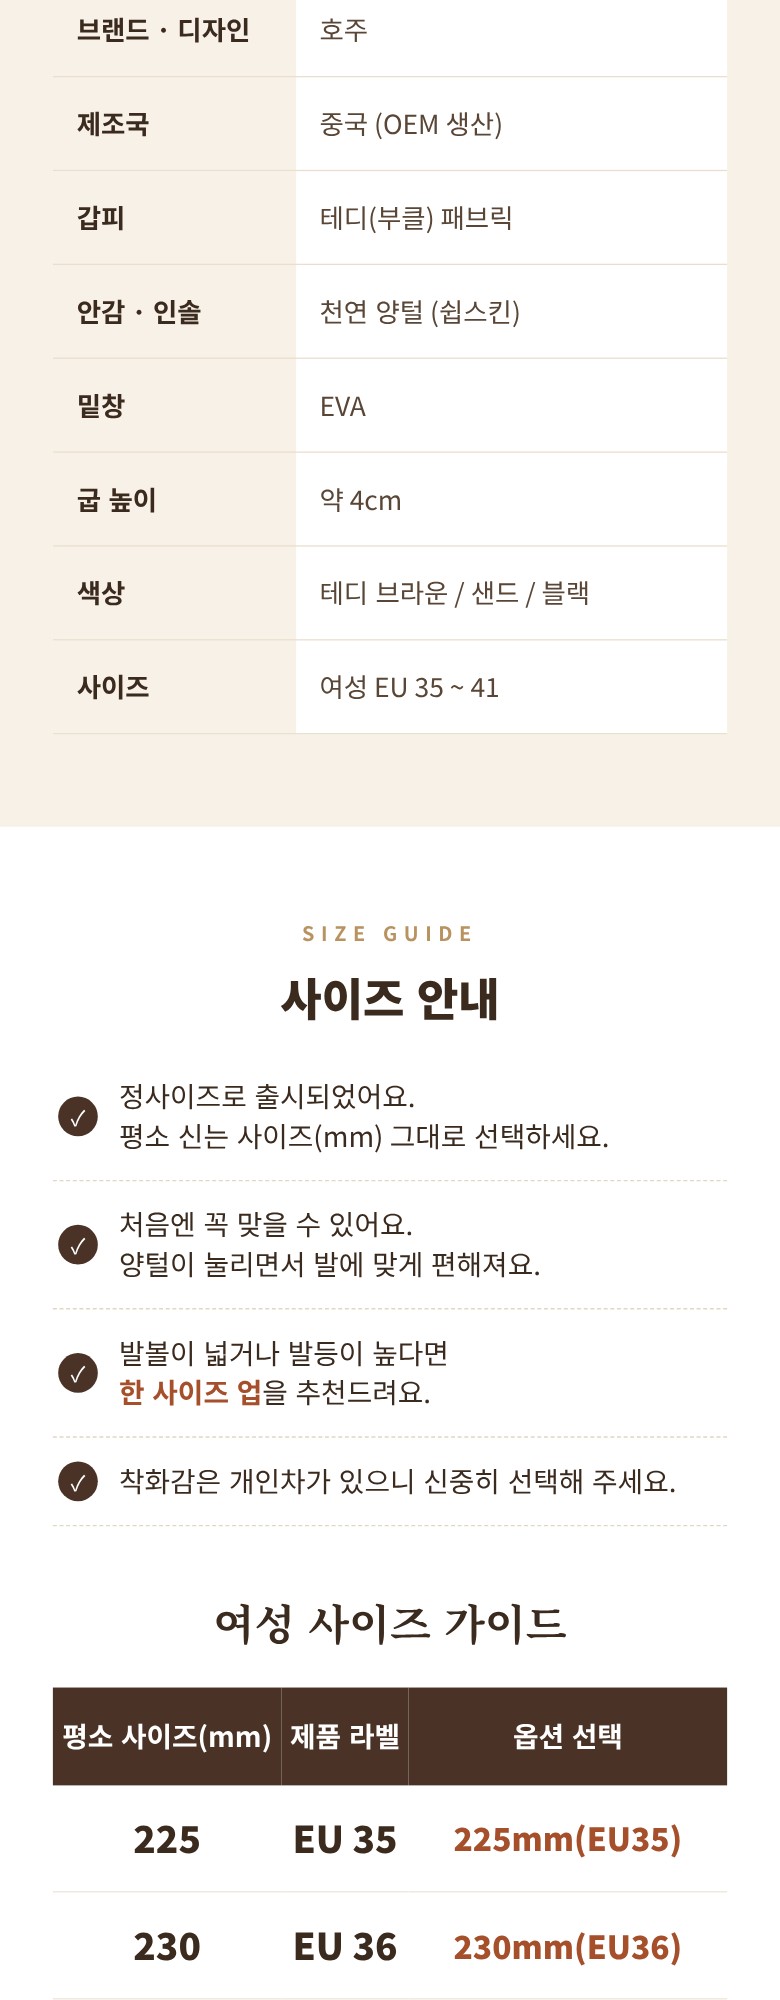 브랜드 · 디자인 호주
제조국 중국 (OEM 생산)
갑피 테디(부클) 패브릭
안감 · 인솔 천연 양털 (쉽스킨)
밑창 EVA
굽 높이 약 4cm
색상 테디 브라운 / 샌드 / 블랙
사이즈 여성 EU 35 ~ 41
SIZE GUIDE
사이즈 안내
정사이즈로 출시되었어요.
평소 신는 사이즈(mm) 그대로 선택하세요.
처음엔 꼭 맞을 수 있어요.
양털이 눌리면서 발에 맞게 편해져요.
발볼이 넓거나 발등이 높다면
한 사이즈 업을 추천드려요.
착화감은 개인차가 있으니 신중히 선택해 주세요.
여성 사이즈 가이드
평소 사이즈(mm) 제품 라벨 옵션 선택
225 EU 35 225mm(EU35)
230 EU 36 230mm(EU36)